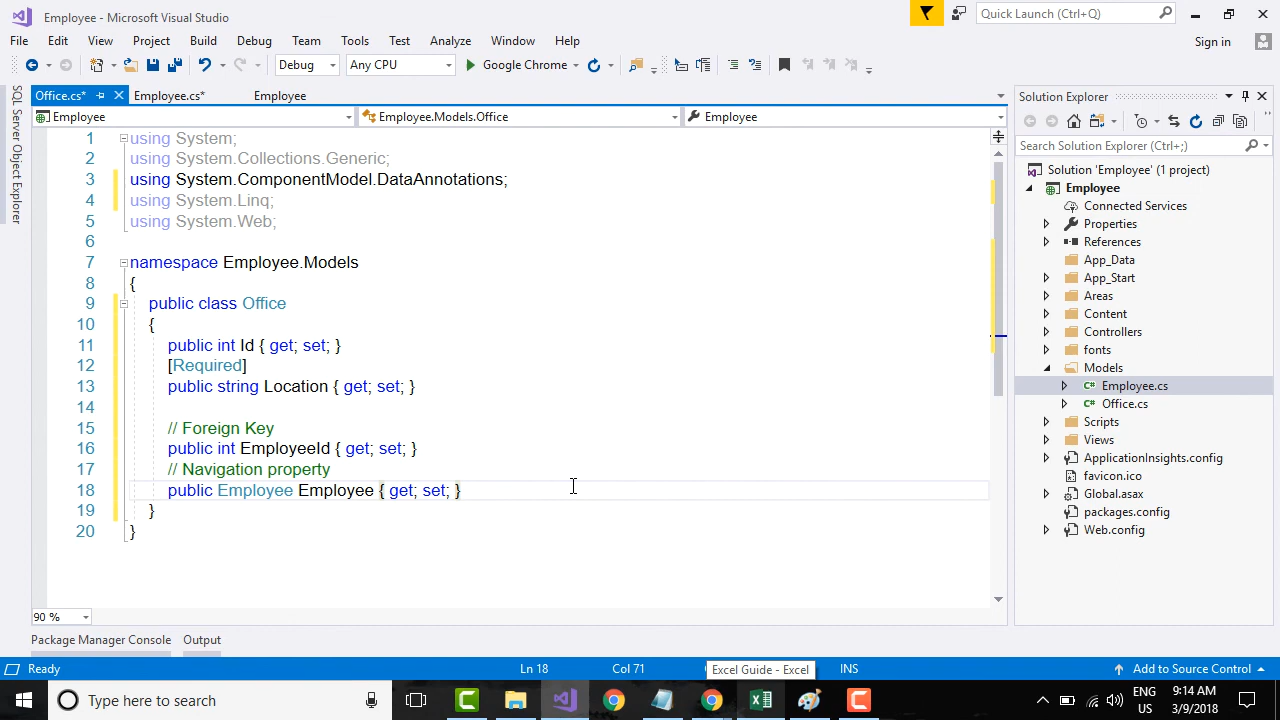 Employee - Microsoft Visual Studio
Quick Launch (Ctrl+Q)
File Edit View Project Build Debug Team Tools Test Analyze Window Help
Sign in
Debug Any CPU Google Chrome
SQL Server Object Explorer
Office.cs* Employee.cs* Employee
Employee Employee.Models.Office Employee
1 using System;
2 using System.Collections.Generic;
3 using System.ComponentModel.DataAnnotations;
4 using System.Linq;
5 using System.Web;
6
7 namespace Employee.Models
8 {
9 public class Office
10 {
11 public int Id { get; set; }
12 [Required]
13 public string Location { get; set; }
14
15 // Foreign Key
16 public int EmployeeId { get; set; }
17 // Navigation property
18 public Employee Employee { get; set; }
19 }
20 }
90 %
Solution Explorer
Search Solution Explorer (Ctrl+;)
Solution 'Employee' (1 project)
Employee
Connected Services
Properties
References
App_Data
App_Start
Areas
Content
Controllers
fonts
Models
C# Employee.cs
C# Office.cs
Scripts
Views
ApplicationInsights.config
favicon.ico
Global.asax
packages.config
Web.config
Package Manager Console Output
Ready Ln 18 Col 71 INS Add to Source Control
Excel Guide - Excel
Type here to search
ENG
US
9:14 AM
3/9/2018